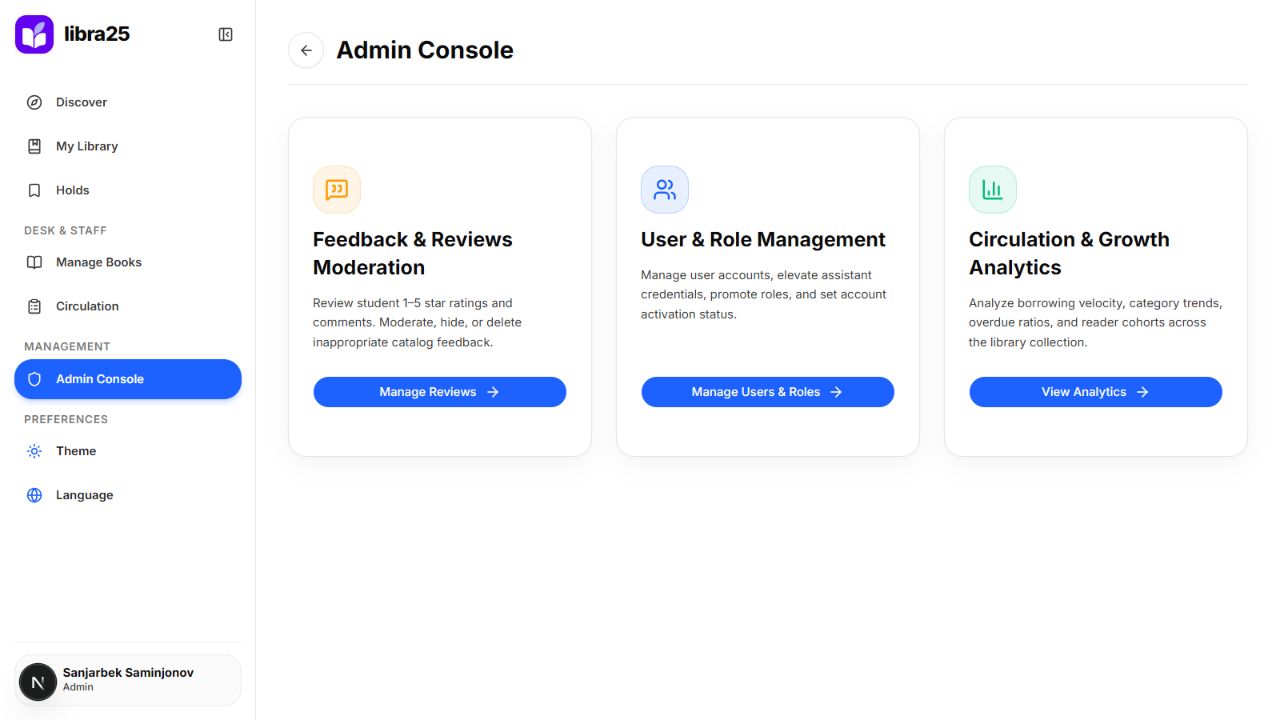 libra25
Discover
My Library
Holds
DESK & STAFF
Manage Books
Circulation
MANAGEMENT
Admin Console
PREFERENCES
Theme
Language
N
Sanjarbek Saminjonov
Admin
Admin Console
Feedback & Reviews
Moderation
Review student 1–5 star ratings and
comments. Moderate, hide, or delete
inappropriate catalog feedback.
Manage Reviews
User & Role Management
Manage user accounts, elevate assistant
credentials, promote roles, and set account
activation status.
Manage Users & Roles
Circulation & Growth
Analytics
Analyze borrowing velocity, category trends,
overdue ratios, and reader cohorts across
the library collection.
View Analytics